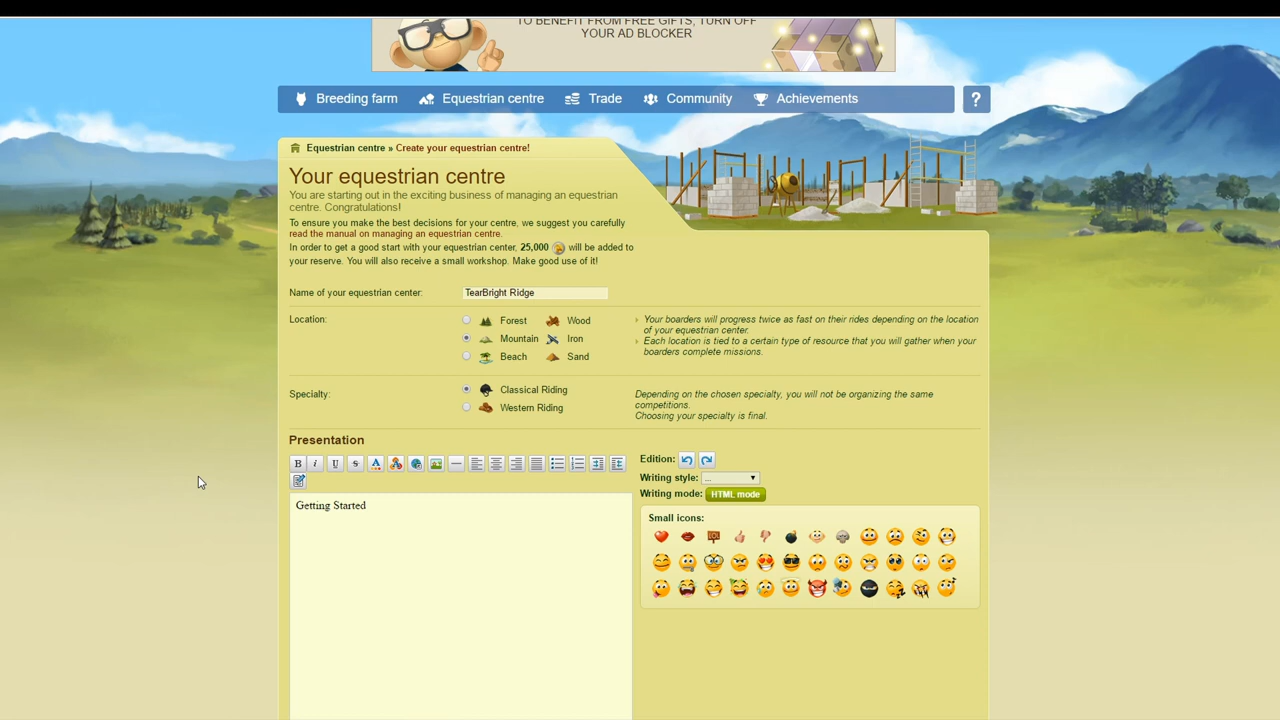 TO BENEFIT FROM FREE GIFTS, TURN OFF
YOUR AD BLOCKER
Breeding farm
Equestrian centre
Trade
Community
Achievements
?
Equestrian centre » Create your equestrian centre!
Your equestrian centre
You are starting out in the exciting business of managing an equestrian
centre. Congratulations!
To ensure you make the best decisions for your centre, we suggest you carefully
read the manual on managing an equestrian centre.
In order to get a good start with your equestrian center, 25,000 will be added to
your reserve. You will also receive a small workshop. Make good use of it!
Name of your equestrian center: TearBright Ridge
Location:
Forest Wood
Mountain Iron
Beach Sand
Your boarders will progress twice as fast on their rides depending on the location
of your equestrian center.
Each location is tied to a certain type of resource that you will gather when your
boarders complete missions.
Specialty:
Classical Riding
Western Riding
Depending on the chosen specialty, you will not be organizing the same
competitions.
Choosing your specialty is final.
Presentation
B i U S A
Edition:
Writing style: ...
Writing mode: HTML mode
Small icons:
Getting Started